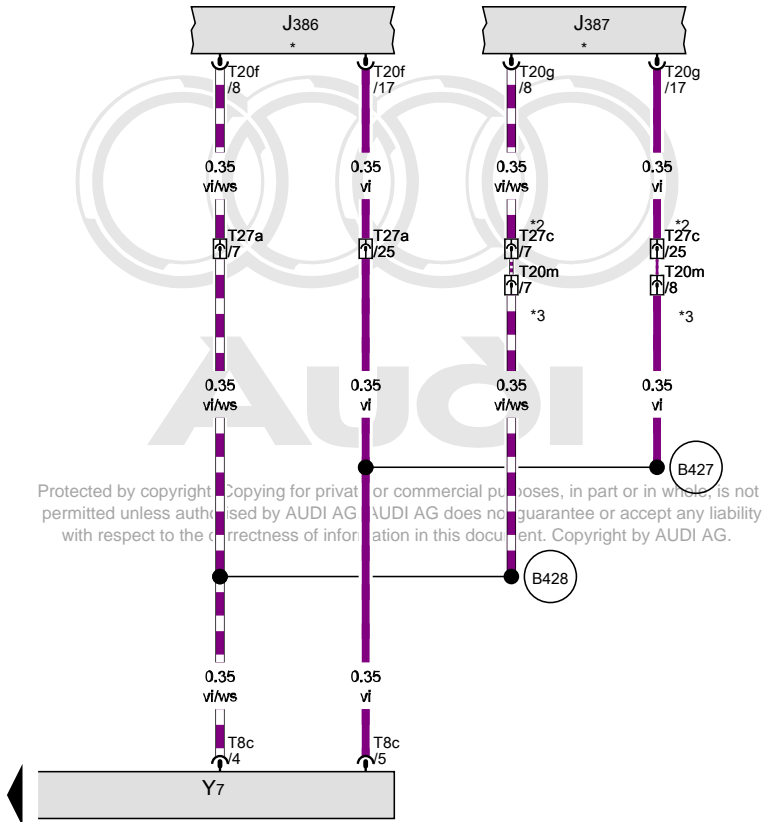 J386 J387
* *
T20f T20f T20g T20g
/8 /17 /8 /17
0.35 0.35 0.35 0.35
vi/ws vi vi/ws vi
*2 *2
T27a T27a T27c T27c
/7 /25 /7 /25
T20m T20m
/7 /8
*3 *3
Audi
0.35 0.35 0.35 0.35
vi/ws vi vi/ws vi
B427
Protected by copyright. Copying for private or commercial purposes, in part or in whole, is not
permitted unless authorised by AUDI AG. AUDI AG does not guarantee or accept any liability
with respect to the correctness of information in this document. Copyright by AUDI AG.
B428
0.35 0.35
vi/ws vi
T8c T8c
/4 /5
Y7